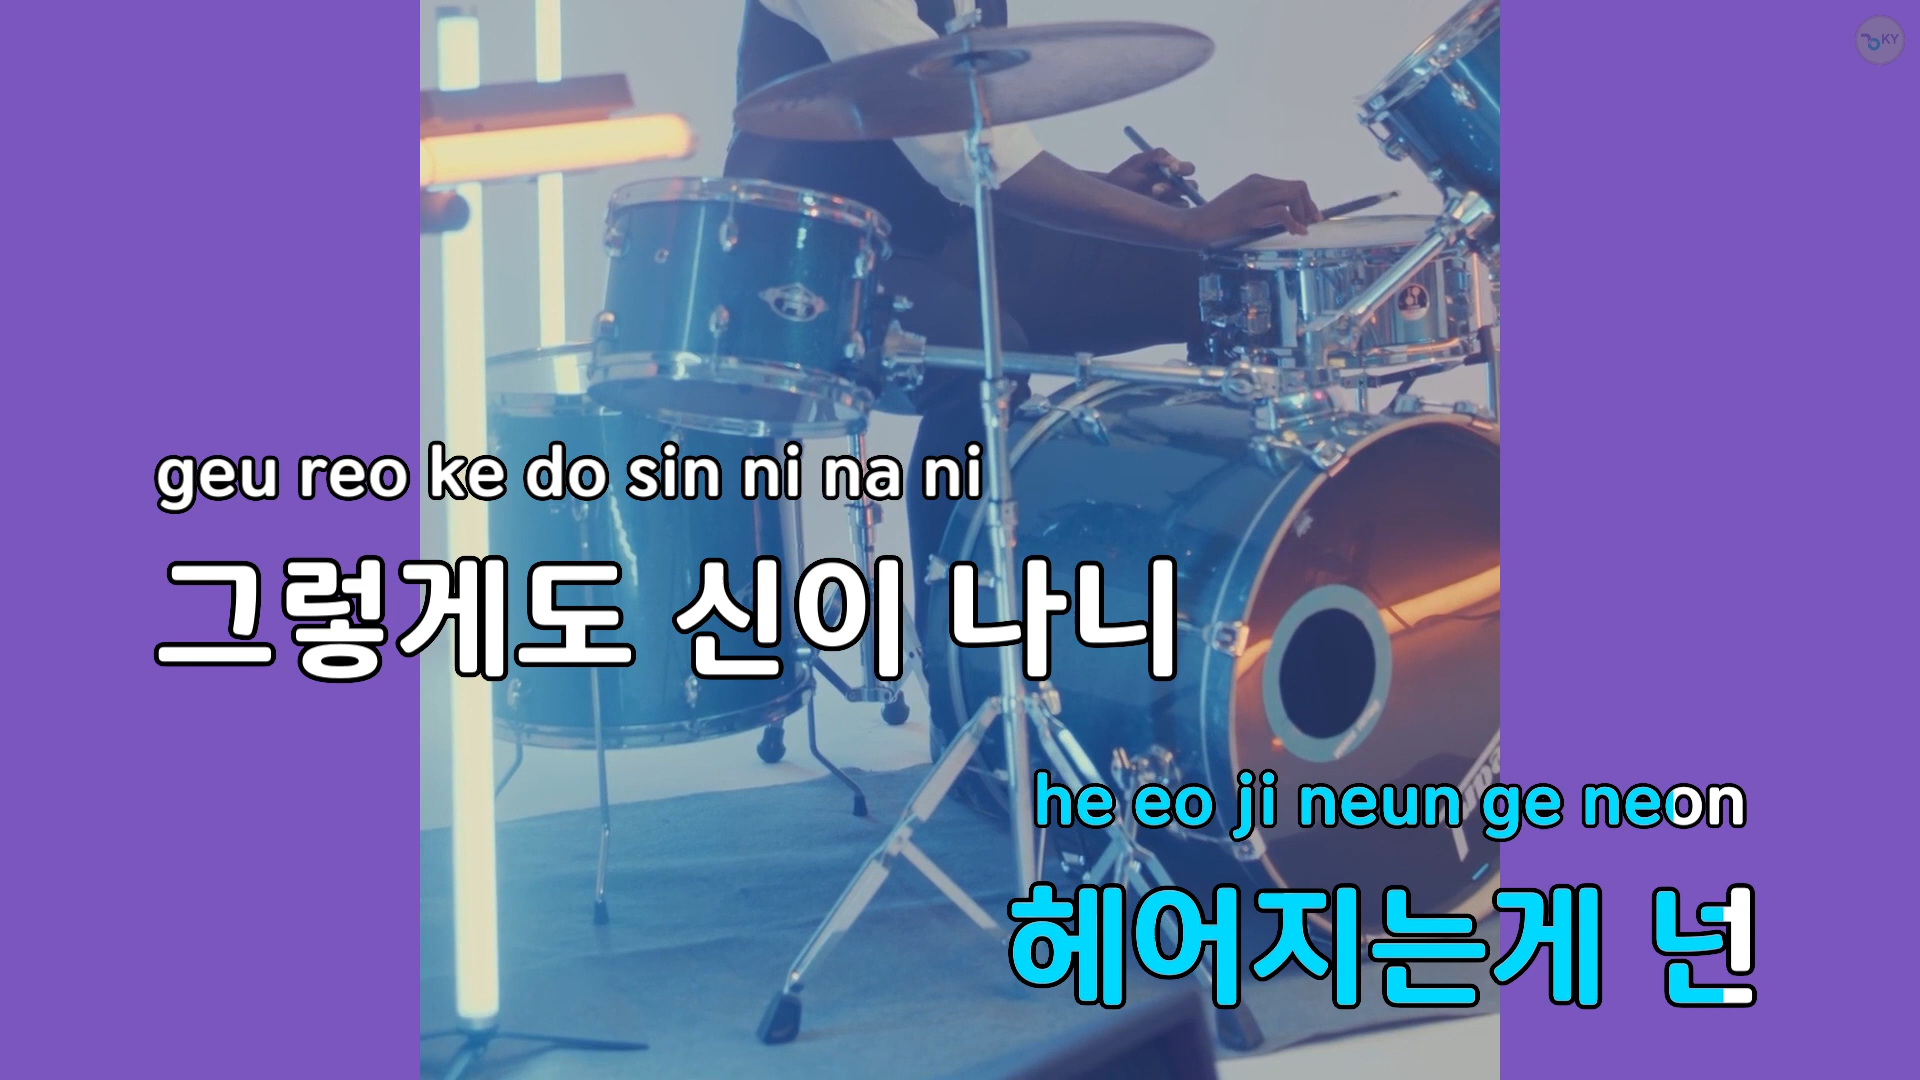 KY
geu reo ke do sin ni na ni
그렇게도 신이 나니
he eo ji neun ge neon
헤어지는게 넌